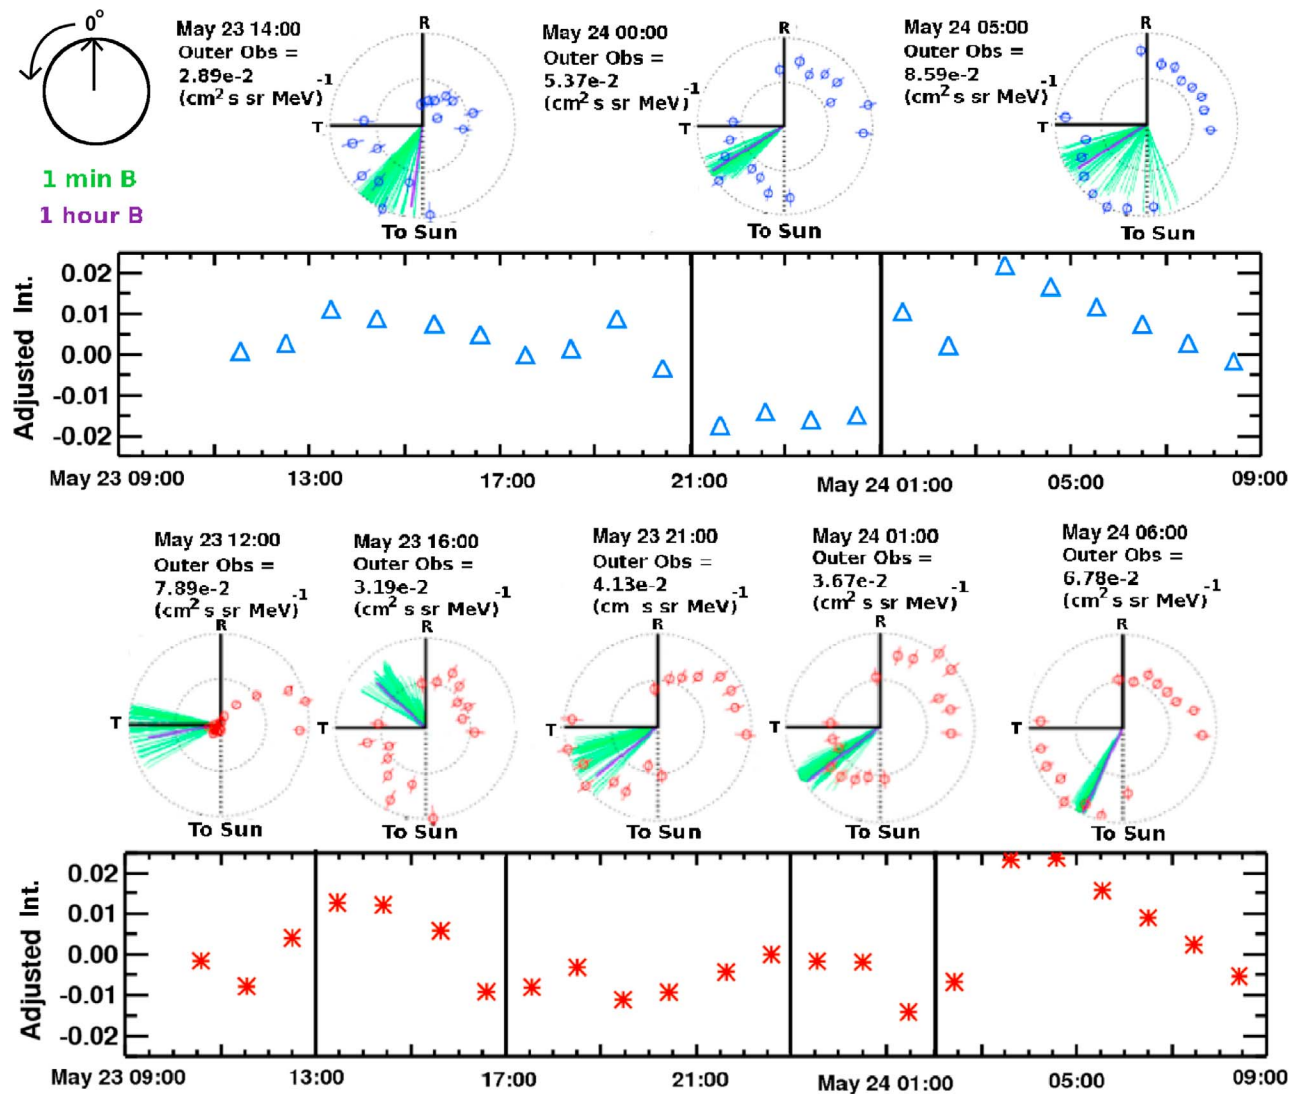 0°
1 min B
1 hour B
May 23 14:00
Outer Obs =
2.89e-2
(cm² s sr MeV)⁻¹
R
T
To Sun
May 24 00:00
Outer Obs =
5.37e-2
(cm² s sr MeV)⁻¹
R
T
To Sun
May 24 05:00
Outer Obs =
8.59e-2
(cm² s sr MeV)⁻¹
R
T
To Sun
Adjusted Int.
0.02
0.01
0.00
-0.01
-0.02
May 23 09:00 13:00 17:00 21:00 May 24 01:00 05:00 09:00
May 23 12:00
Outer Obs =
7.89e-2
(cm² s sr MeV)⁻¹
R
T
To Sun
May 23 16:00
Outer Obs =
3.19e-2
(cm² s sr MeV)⁻¹
R
T
To Sun
May 23 21:00
Outer Obs =
4.13e-2
(cm s sr MeV)⁻¹
R
T
To Sun
May 24 01:00
Outer Obs =
3.67e-2
(cm² s sr MeV)⁻¹
R
T
To Sun
May 24 06:00
Outer Obs =
6.78e-2
(cm² s sr MeV)⁻¹
R
T
To Sun
Adjusted Int.
0.02
0.01
0.00
-0.01
-0.02
May 23 09:00 13:00 17:00 21:00 May 24 01:00 05:00 09:00